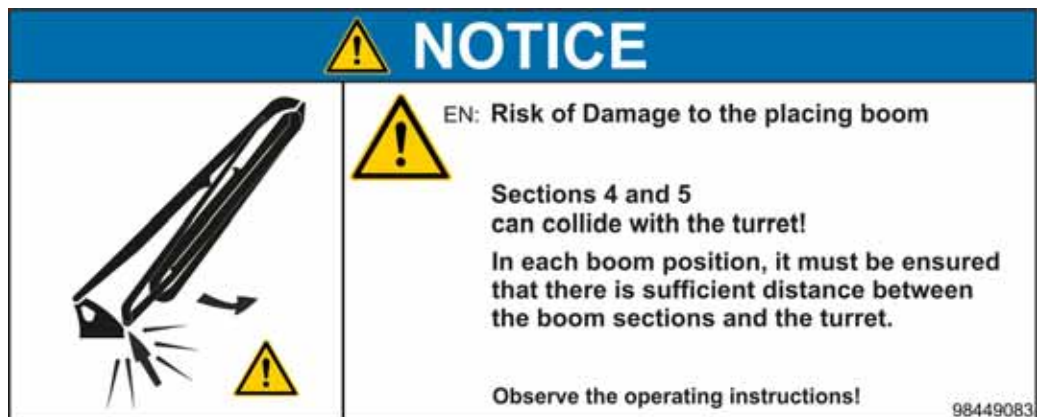 NOTICE
EN: Risk of Damage to the placing boom
Sections 4 and 5
can collide with the turret!
In each boom position, it must be ensured
that there is sufficient distance between
the boom sections and the turret.
Observe the operating instructions!
98449083